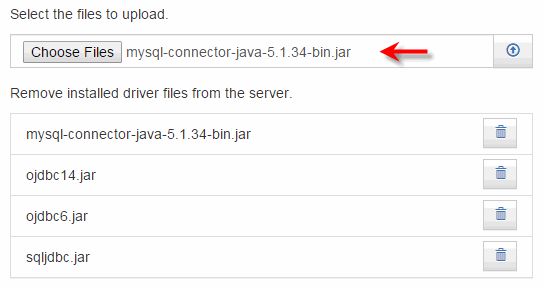 Select the files to upload.
Choose Files mysql-connector-java-5.1.34-bin.jar
Remove installed driver files from the server.
mysql-connector-java-5.1.34-bin.jar
ojdbc14.jar
ojdbc6.jar
sqljdbc.jar